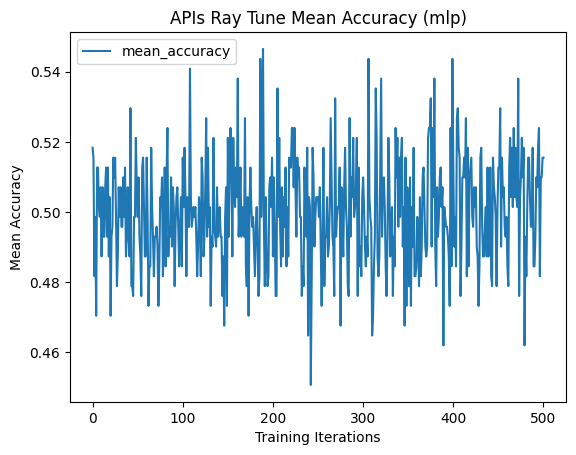 APIs Ray Tune Mean Accuracy (mlp)
mean_accuracy
Mean Accuracy
0.54
0.52
0.50
0.48
0.46
0
100
200
300
400
500
Training Iterations